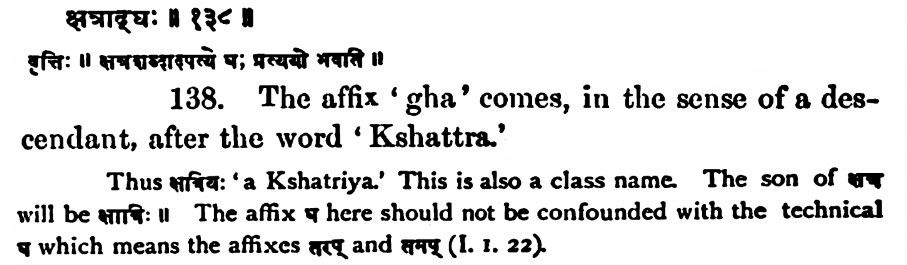 क्षत्राद्घः ॥ १३८ ॥
वृत्तिः ॥ क्षत्रशब्दादपत्ये घः प्रत्ययो भवति ॥
138. The affix ‘gha’ comes, in the sense of a des-
cendant, after the word ‘Kshattra.’
Thus क्षत्रियः ‘a Kshatriya.’ This is also a class name. The son of क्षत्र
will be क्षात्रिः ॥ The affix घ here should not be confounded with the technical
घ which means the affixes तरप् and तमप् (I. 1. 22).